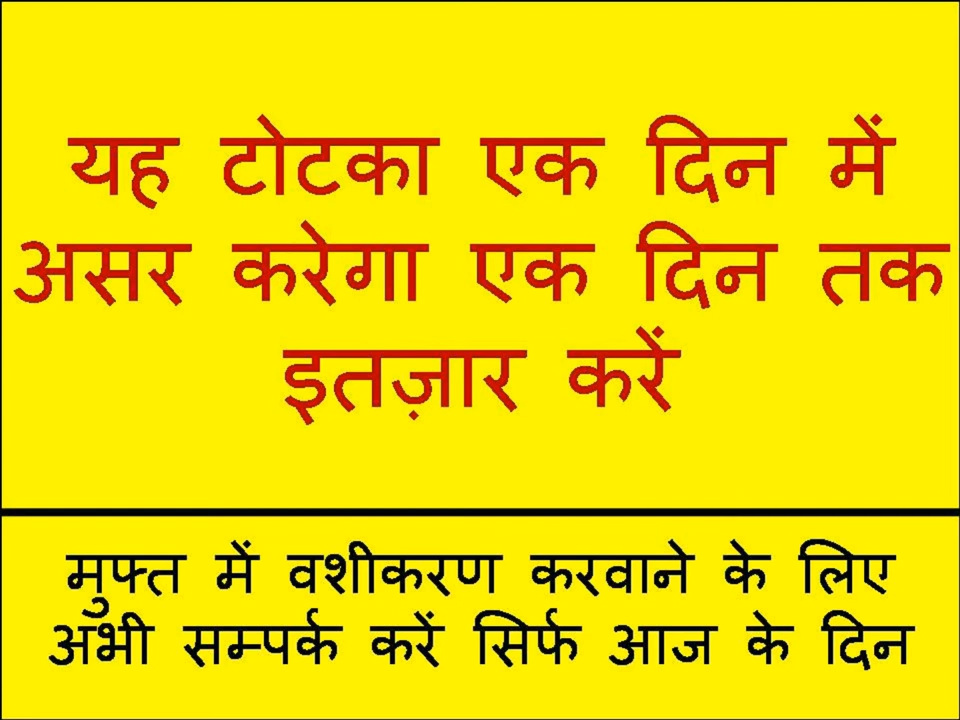 यह टोटका एक दिन में
असर करेगा एक दिन तक
इतज़ार करें
मुफ्त में वशीकरण करवाने के लिए
अभी सम्पर्क करें सिर्फ आज के दिन